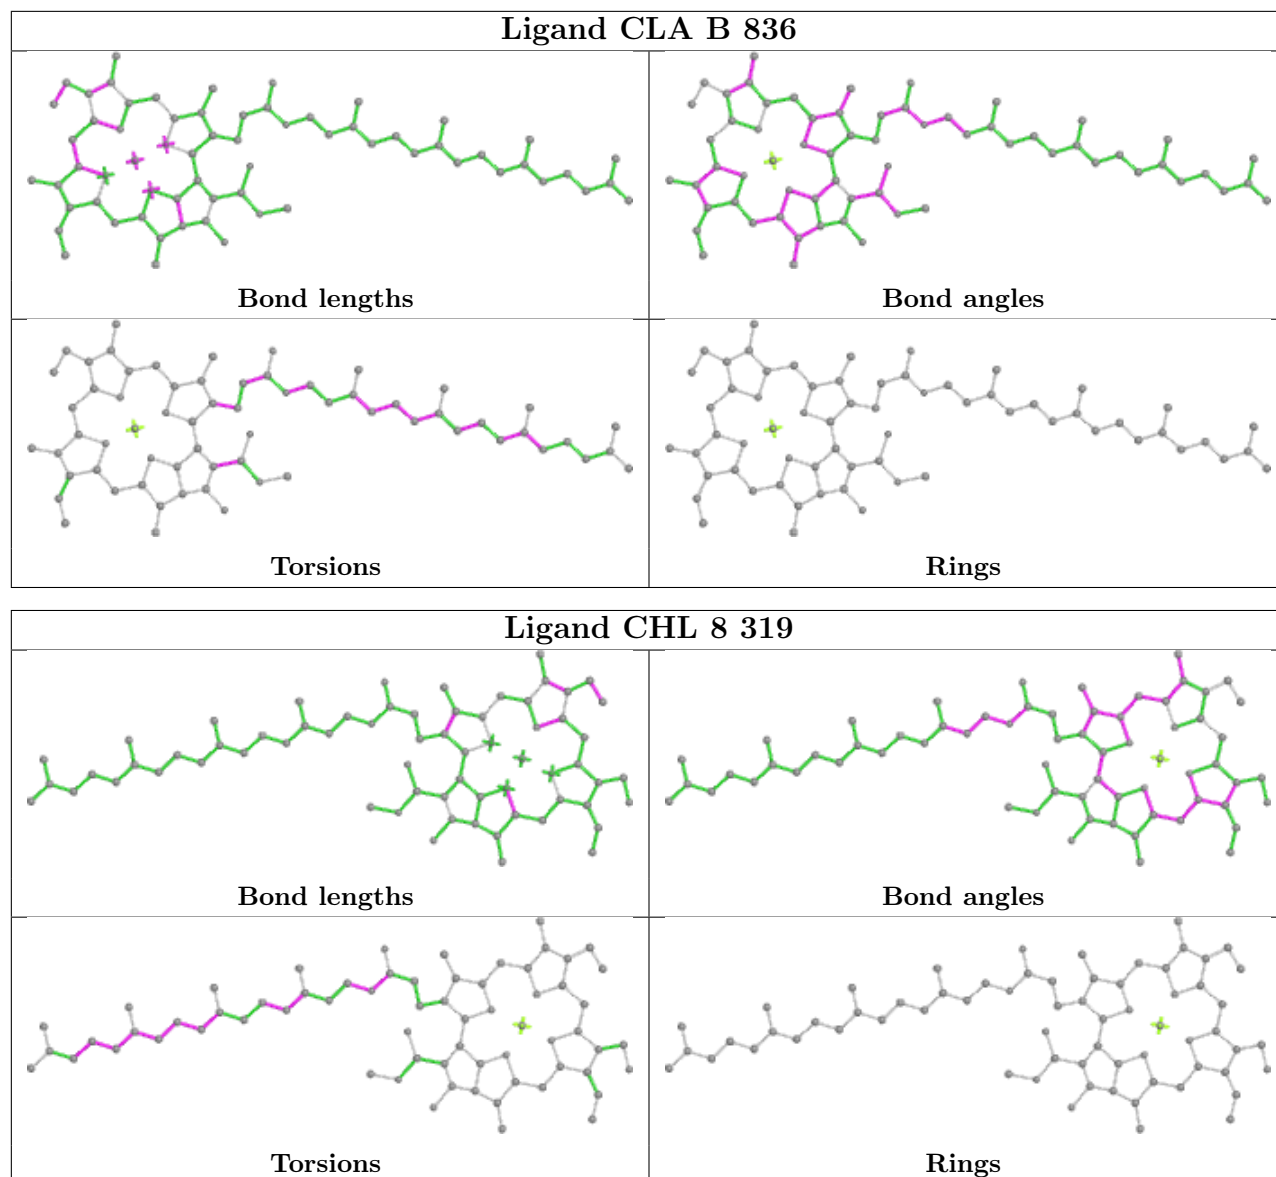 Ligand CLA B 836
Bond lengths
Bond angles
Torsions
Rings
Ligand CHL 8 319
Bond lengths
Bond angles
Torsions
Rings